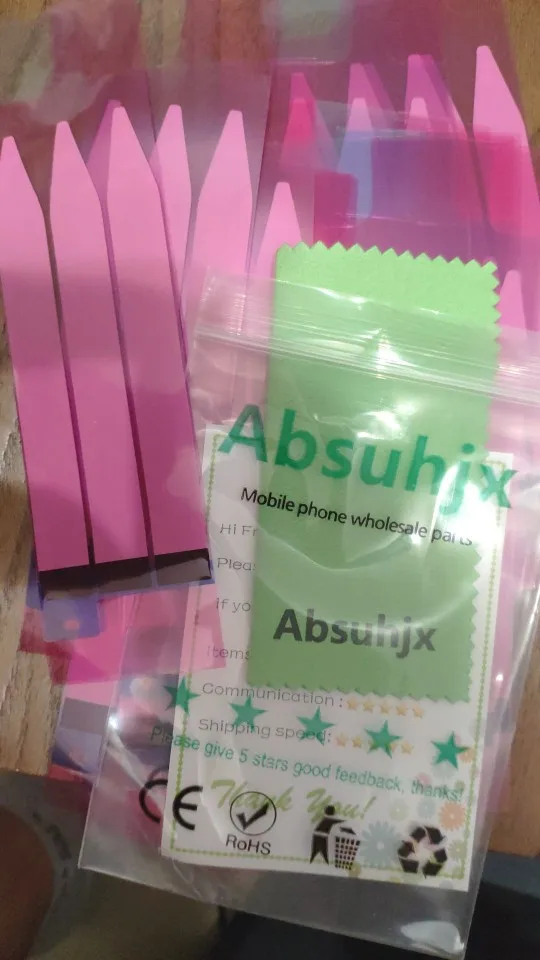 Absuhjx
Mobile phone wholesale parts
Hi Fr
Pleas
If yo
Absuhjx
Items
Communication :
Shipping speed:
Please give 5 stars good feedback, thanks!
Thank You!
CE
RoHS